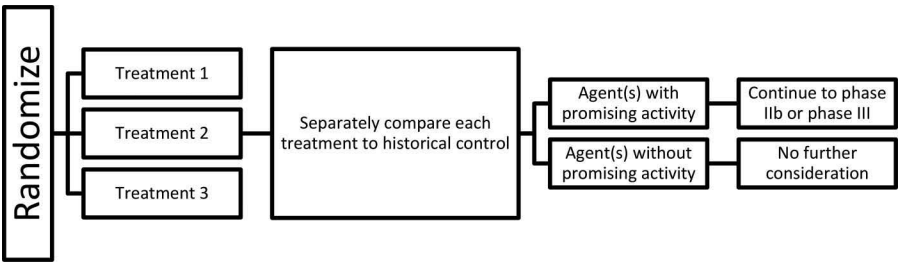 Randomize
Treatment 1
Treatment 2
Treatment 3
Separately compare each
treatment to historical control
Agent(s) with
promising activity
Continue to phase
IIb or phase III
Agent(s) without
promising activity
No further
consideration